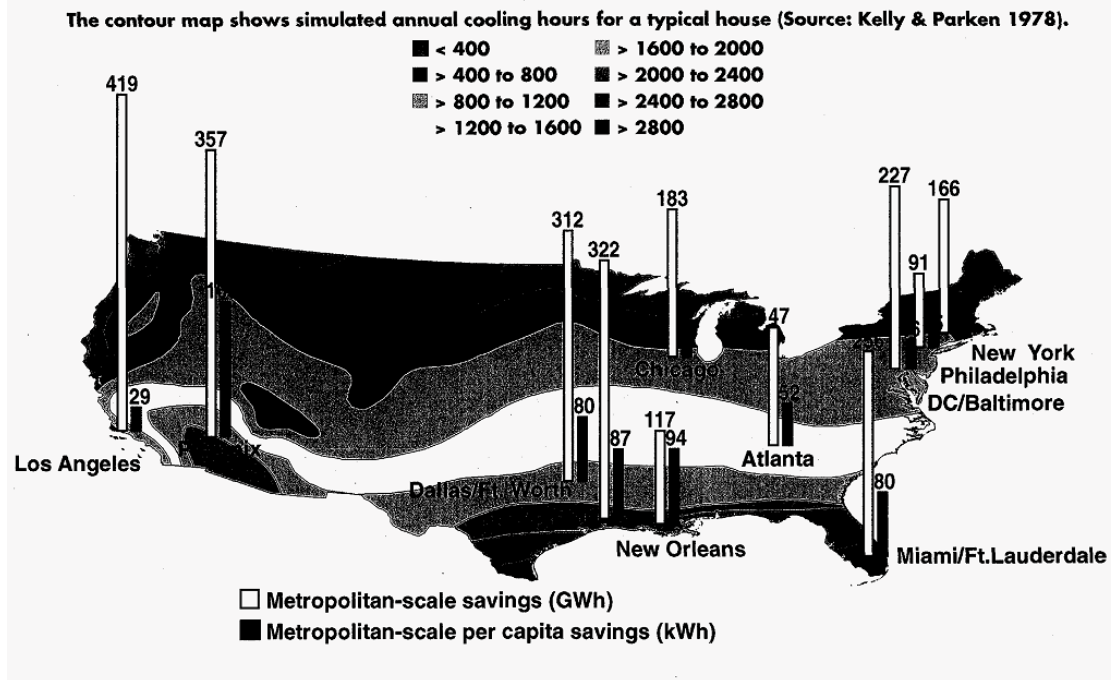 The contour map shows simulated annual cooling hours for a typical house (Source: Kelly & Parken 1978).
< 400
> 1600 to 2000
> 400 to 800
> 2000 to 2400
> 800 to 1200
> 2400 to 2800
> 1200 to 1600
> 2800
419
357
312
322
183
227
166
91
47
29
80
87
117
94
52
80
Chicago
New York
Philadelphia
DC/Baltimore
Los Angeles
Atlanta
Dallas/Ft. Worth
New Orleans
Miami/Ft.Lauderdale
Metropolitan-scale savings (GWh)
Metropolitan-scale per capita savings (kWh)